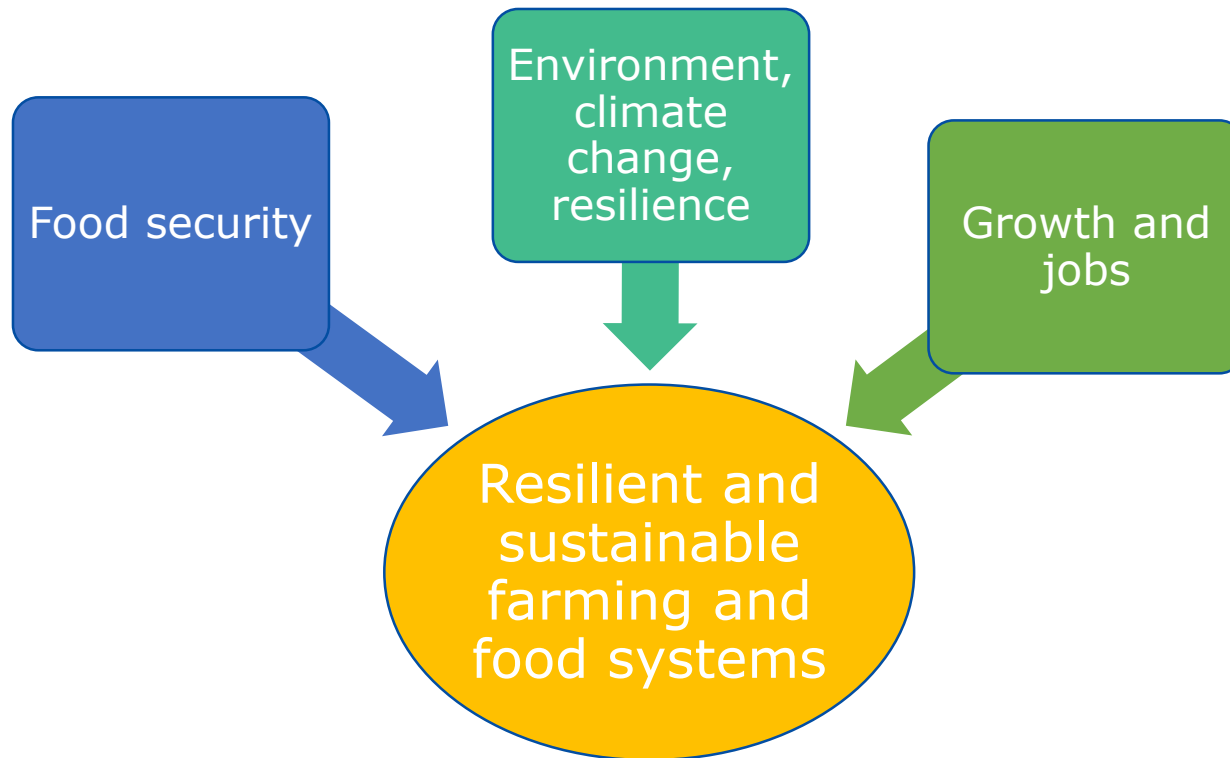 Food security
Environment,
climate
change,
resilience
Growth and
jobs
Resilient and
sustainable
farming and
food systems